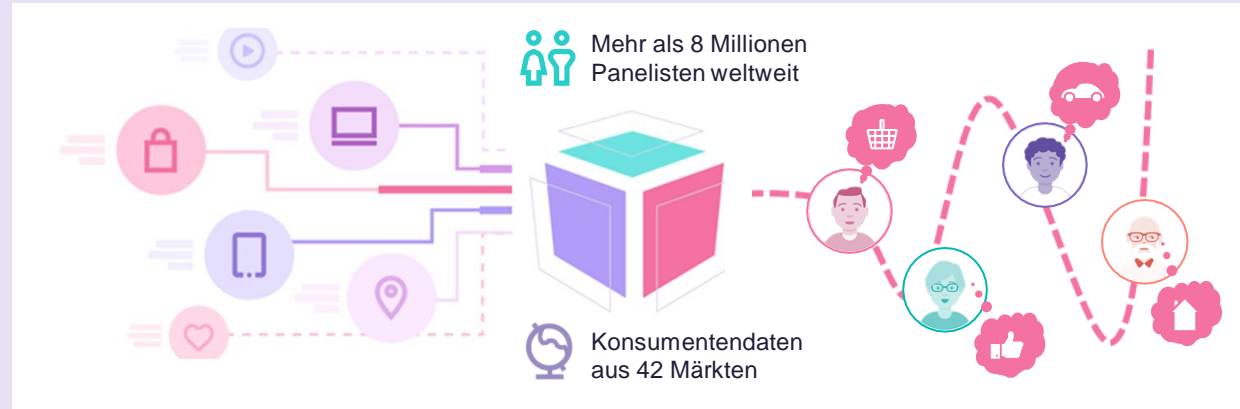 Mehr als 8 Millionen
Panelisten weltweit
Konsumentendaten
aus 42 Märkten